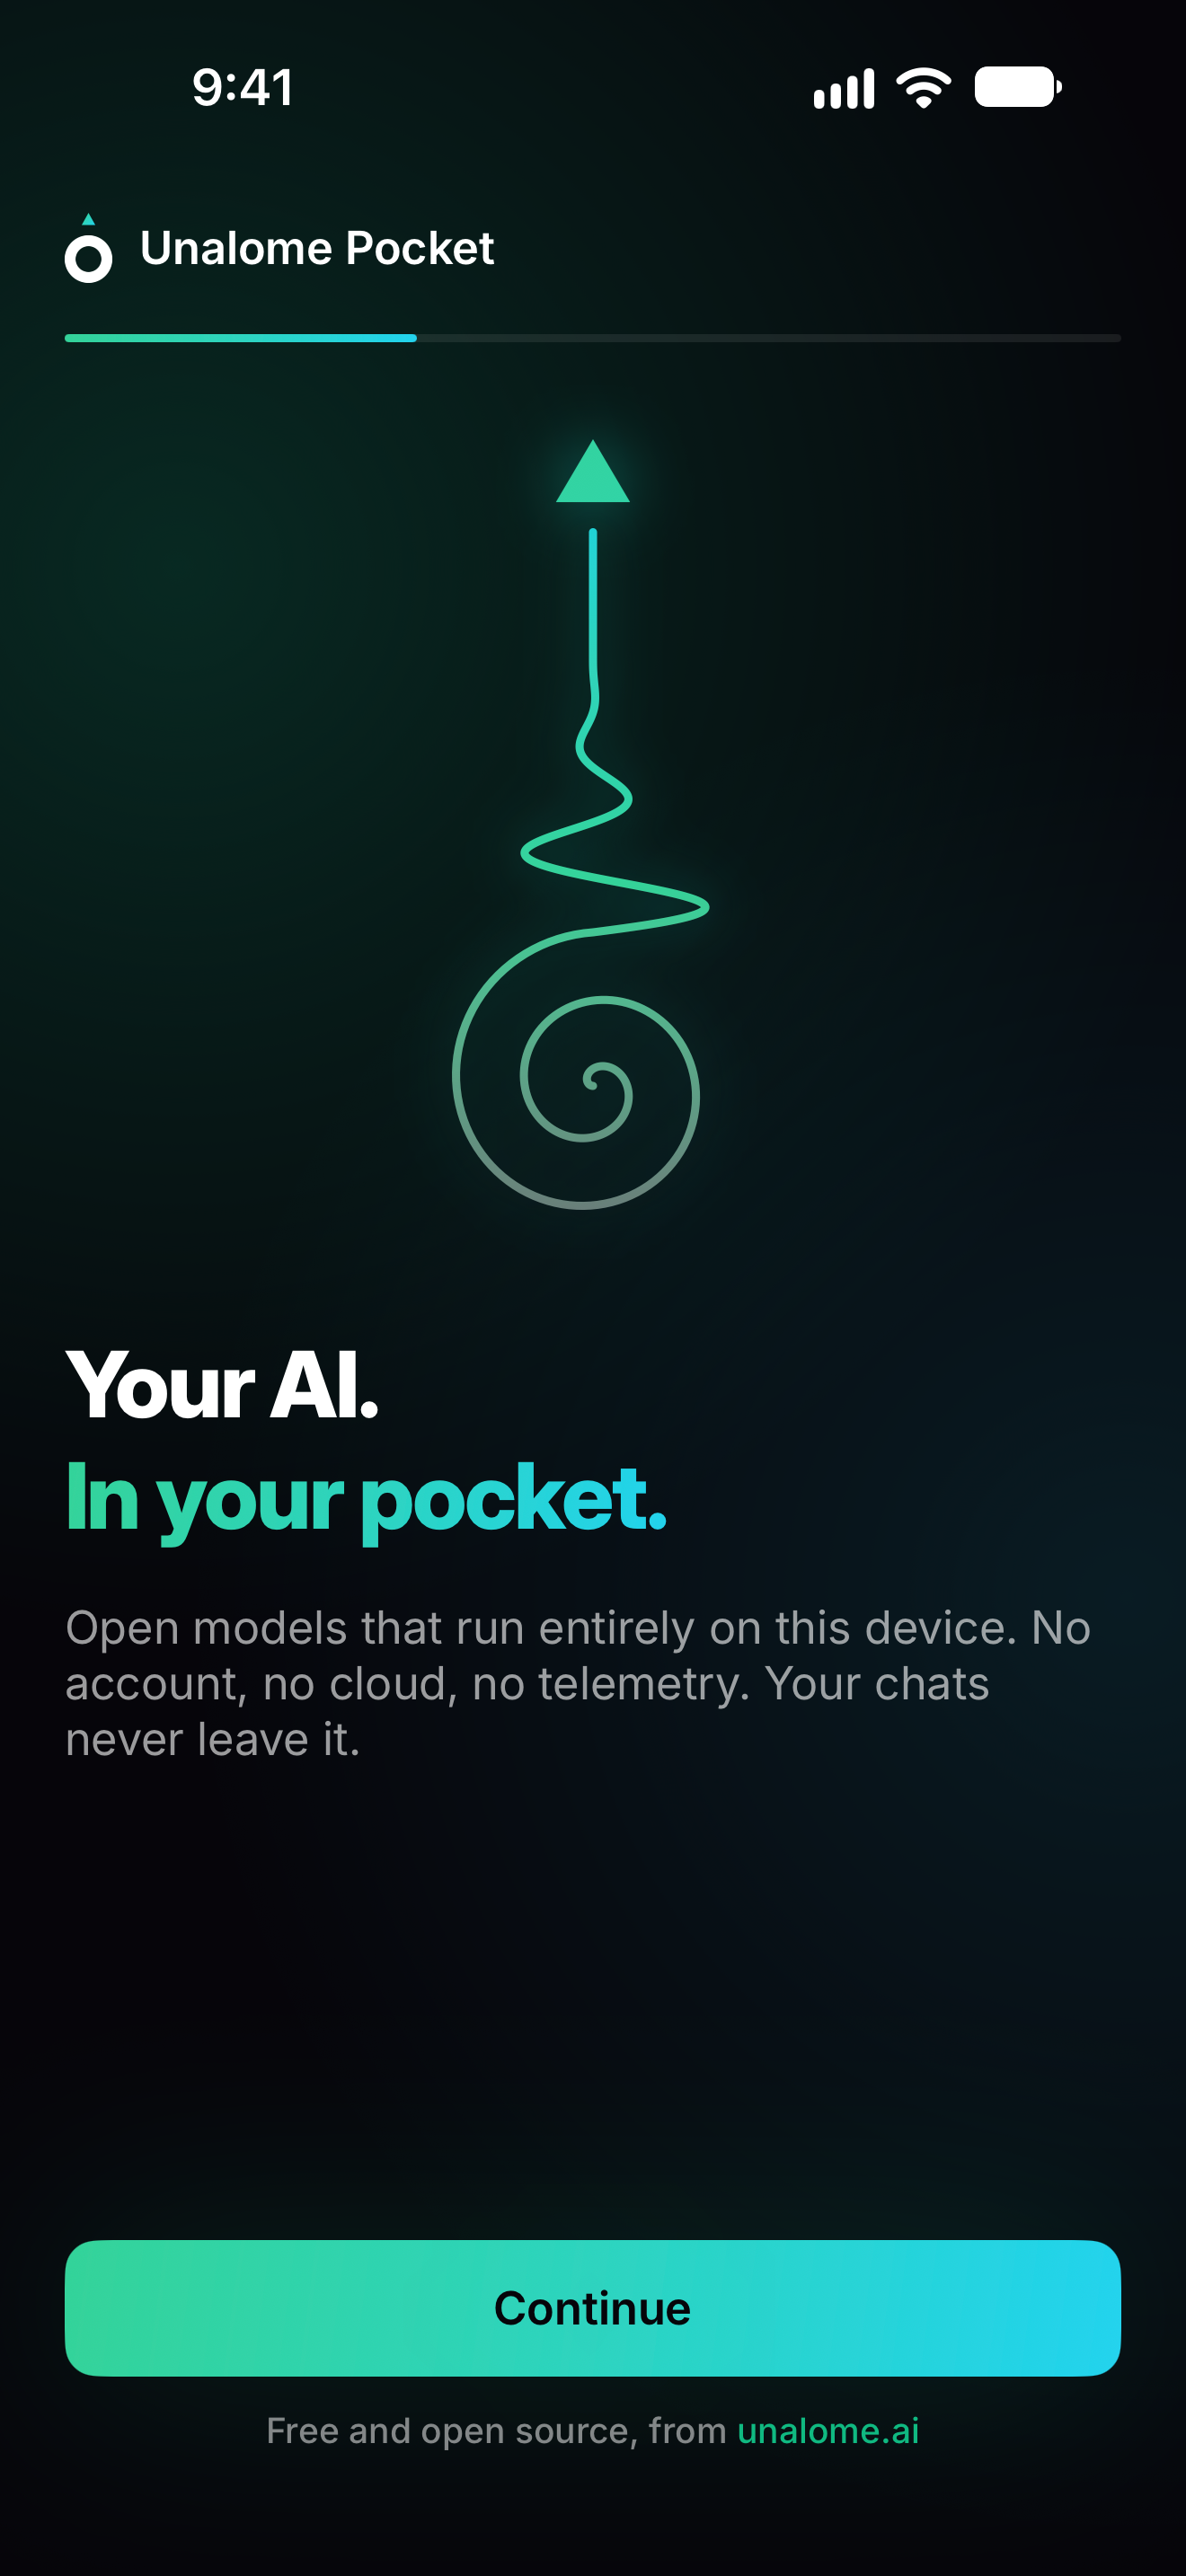 9:41
Unalome Pocket
Your AI.
In your pocket.
Open models that run entirely on this device. No
account, no cloud, no telemetry. Your chats
never leave it.
Continue
Free and open source, from unalome.ai